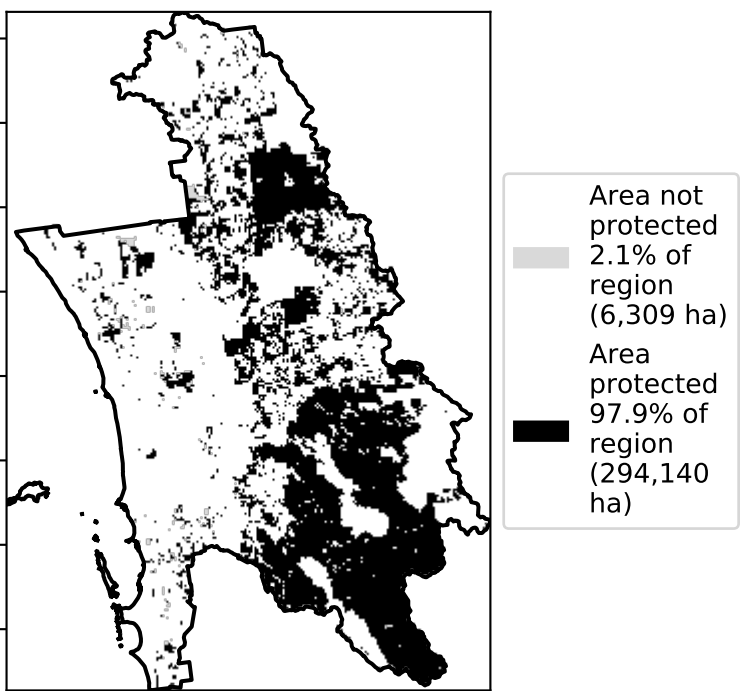 Area not
protected
2.1% of
region
(6,309 ha)
Area
protected
97.9% of
region
(294,140
ha)